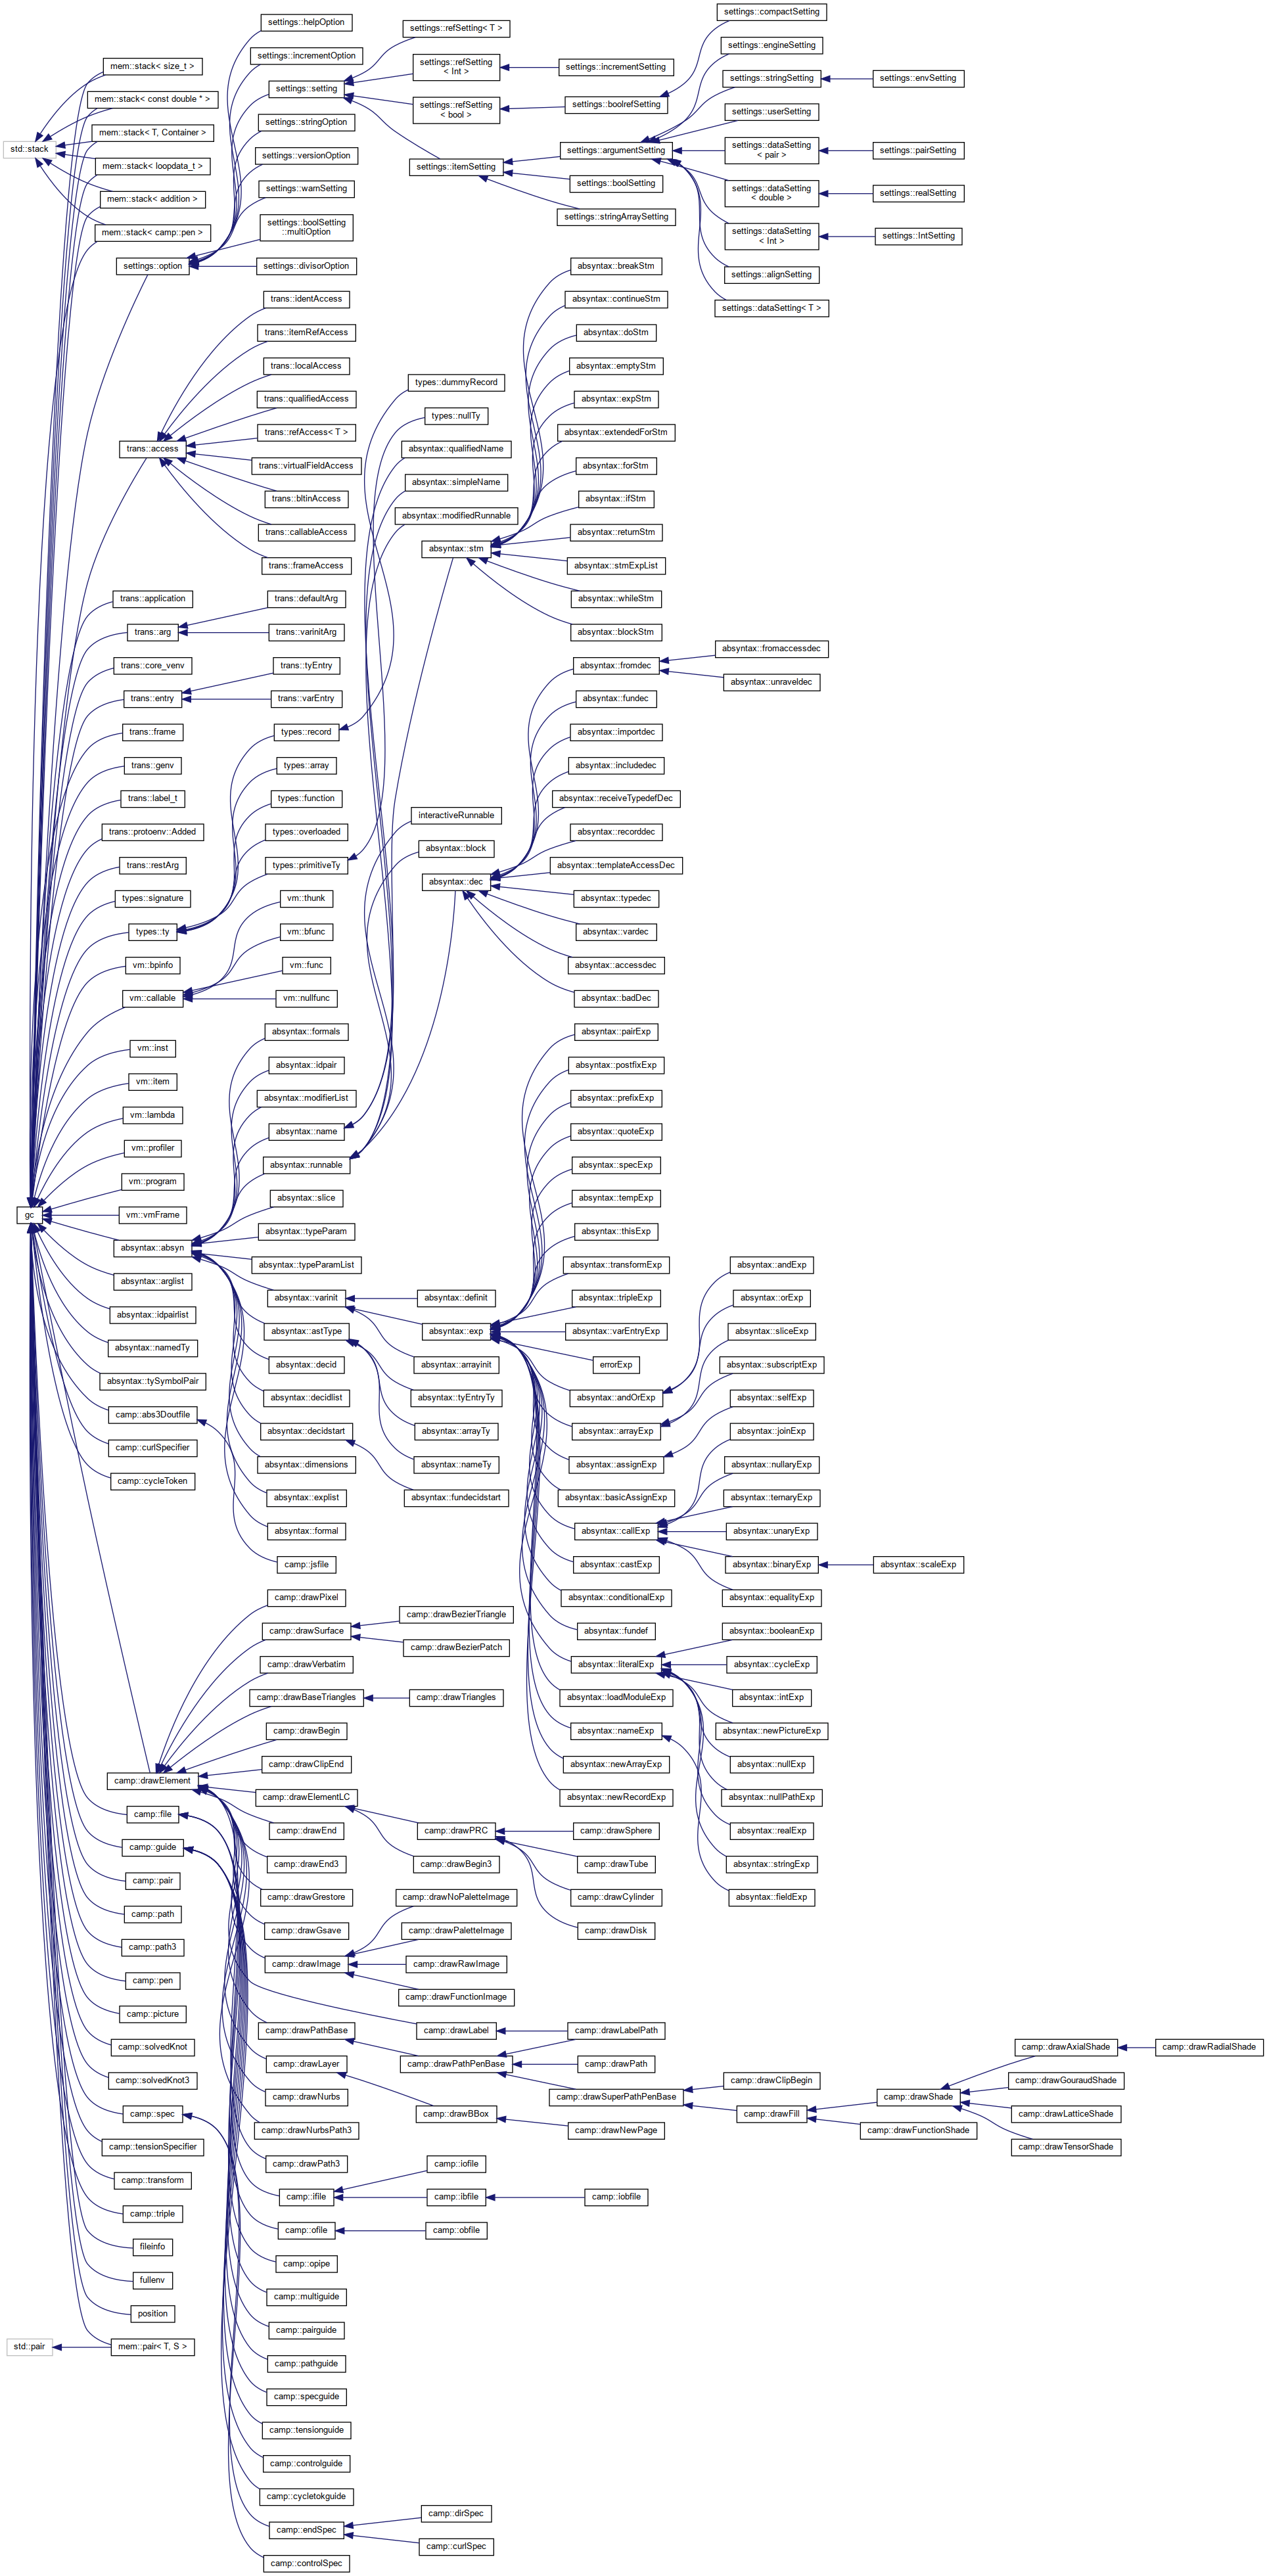 settings::compactSetting
settings::helpOption
settings::refSetting< T >
settings::engineSetting
settings::incrementOption
settings::refSetting
< Int >
settings::incrementSetting
mem::stack< size_t >
settings::stringSetting
settings::envSetting
settings::setting
mem::stack< const double * >
settings::refSetting
< bool >
settings::boolrefSetting
settings::userSetting
settings::stringOption
mem::stack< T, Container >
std::stack
settings::argumentSetting
settings::dataSetting
< pair >
settings::pairSetting
settings::versionOption
mem::stack< loopdata_t >
settings::itemSetting
settings::boolSetting
settings::warnSetting
settings::dataSetting
< double >
settings::realSetting
mem::stack< addition >
settings::stringArraySetting
settings::boolSetting
::multiOption
mem::stack< camp::pen >
settings::dataSetting
< Int >
settings::IntSetting
settings::option
settings::divisorOption
absyntax::breakStm
settings::alignSetting
trans::identAccess
absyntax::continueStm
settings::dataSetting< T >
trans::itemRefAccess
absyntax::doStm
trans::localAccess
absyntax::emptyStm
types::dummyRecord
trans::qualifiedAccess
absyntax::expStm
types::nullTy
trans::refAccess< T >
absyntax::extendedForStm
trans::access
absyntax::qualifiedName
trans::virtualFieldAccess
absyntax::forStm
absyntax::simpleName
trans::bltinAccess
absyntax::ifStm
absyntax::modifiedRunnable
trans::callableAccess
absyntax::returnStm
absyntax::stm
trans::frameAccess
absyntax::stmExpList
trans::application
trans::defaultArg
absyntax::whileStm
trans::arg
trans::varinitArg
absyntax::blockStm
absyntax::fromaccessdec
trans::core_venv
trans::tyEntry
absyntax::fromdec
absyntax::unraveldec
trans::entry
trans::varEntry
absyntax::fundec
trans::frame
types::record
absyntax::importdec
trans::genv
types::array
absyntax::includedec
trans::label_t
types::function
absyntax::receiveTypedefDec
interactiveRunnable
trans::protoenv::Added
types::overloaded
absyntax::recorddec
absyntax::block
trans::restArg
types::primitiveTy
absyntax::templateAccessDec
absyntax::dec
types::signature
vm::thunk
absyntax::typedec
types::ty
vm::bfunc
absyntax::vardec
vm::bpinfo
vm::func
absyntax::accessdec
vm::callable
vm::nullfunc
absyntax::badDec
absyntax::formals
absyntax::pairExp
vm::inst
absyntax::idpair
absyntax::postfixExp
vm::item
absyntax::modifierList
absyntax::prefixExp
vm::lambda
absyntax::name
absyntax::quoteExp
vm::profiler
absyntax::runnable
absyntax::specExp
vm::program
absyntax::slice
absyntax::tempExp
gc
vm::vmFrame
absyntax::typeParam
absyntax::thisExp
absyntax::absyn
absyntax::typeParamList
absyntax::transformExp
absyntax::andExp
absyntax::arglist
absyntax::varinit
absyntax::definit
absyntax::tripleExp
absyntax::orExp
absyntax::idpairlist
absyntax::astType
absyntax::exp
absyntax::varEntryExp
absyntax::sliceExp
absyntax::namedTy
absyntax::decid
absyntax::arrayinit
errorExp
absyntax::subscriptExp
absyntax::tySymbolPair
absyntax::decidlist
absyntax::tyEntryTy
absyntax::andOrExp
absyntax::selfExp
camp::abs3Doutfile
absyntax::decidstart
absyntax::arrayTy
absyntax::arrayExp
absyntax::joinExp
camp::curlSpecifier
absyntax::dimensions
absyntax::nameTy
absyntax::assignExp
absyntax::nullaryExp
camp::cycleToken
absyntax::explist
absyntax::fundecidstart
absyntax::basicAssignExp
absyntax::ternaryExp
absyntax::formal
absyntax::callExp
absyntax::unaryExp
camp::jsfile
absyntax::castExp
absyntax::binaryExp
absyntax::scaleExp
camp::drawPixel
absyntax::conditionalExp
absyntax::equalityExp
camp::drawBezierTriangle
camp::drawSurface
absyntax::fundef
absyntax::booleanExp
camp::drawBezierPatch
camp::drawVerbatim
absyntax::literalExp
absyntax::cycleExp
camp::drawBaseTriangles
camp::drawTriangles
absyntax::loadModuleExp
absyntax::intExp
camp::drawBegin
absyntax::nameExp
absyntax::newPictureExp
camp::drawClipEnd
absyntax::newArrayExp
absyntax::nullExp
camp::drawElement
camp::drawElementLC
absyntax::newRecordExp
absyntax::nullPathExp
camp::file
camp::drawEnd
camp::drawPRC
camp::drawSphere
absyntax::realExp
camp::guide
camp::drawEnd3
camp::drawBegin3
camp::drawTube
absyntax::stringExp
camp::pair
camp::drawGrestore
camp::drawNoPaletteImage
camp::drawCylinder
absyntax::fieldExp
camp::path
camp::drawGsave
camp::drawPaletteImage
camp::drawDisk
camp::path3
camp::drawImage
camp::drawRawImage
camp::pen
camp::drawFunctionImage
camp::picture
camp::drawPathBase
camp::drawLabel
camp::drawLabelPath
camp::solvedKnot
camp::drawAxialShade
camp::drawRadialShade
camp::drawLayer
camp::drawPathPenBase
camp::drawPath
camp::solvedKnot3
camp::drawClipBegin
camp::drawGouraudShade
camp::drawNurbs
camp::drawSuperPathPenBase
camp::drawShade
camp::spec
camp::drawBBox
camp::drawFill
camp::drawLatticeShade
camp::drawNurbsPath3
camp::drawNewPage
camp::drawFunctionShade
camp::tensionSpecifier
camp::drawTensorShade
camp::drawPath3
camp::iofile
camp::transform
camp::ifile
camp::ibfile
camp::iobfile
camp::triple
camp::ofile
camp::obfile
fileinfo
camp::opipe
fullenv
camp::multiguide
position
camp::pairguide
std::pair
mem::pair< T, S >
camp::pathguide
camp::specguide
camp::tensionguide
camp::controlguide
camp::cycletokguide
camp::dirSpec
camp::endSpec
camp::curlSpec
camp::controlSpec